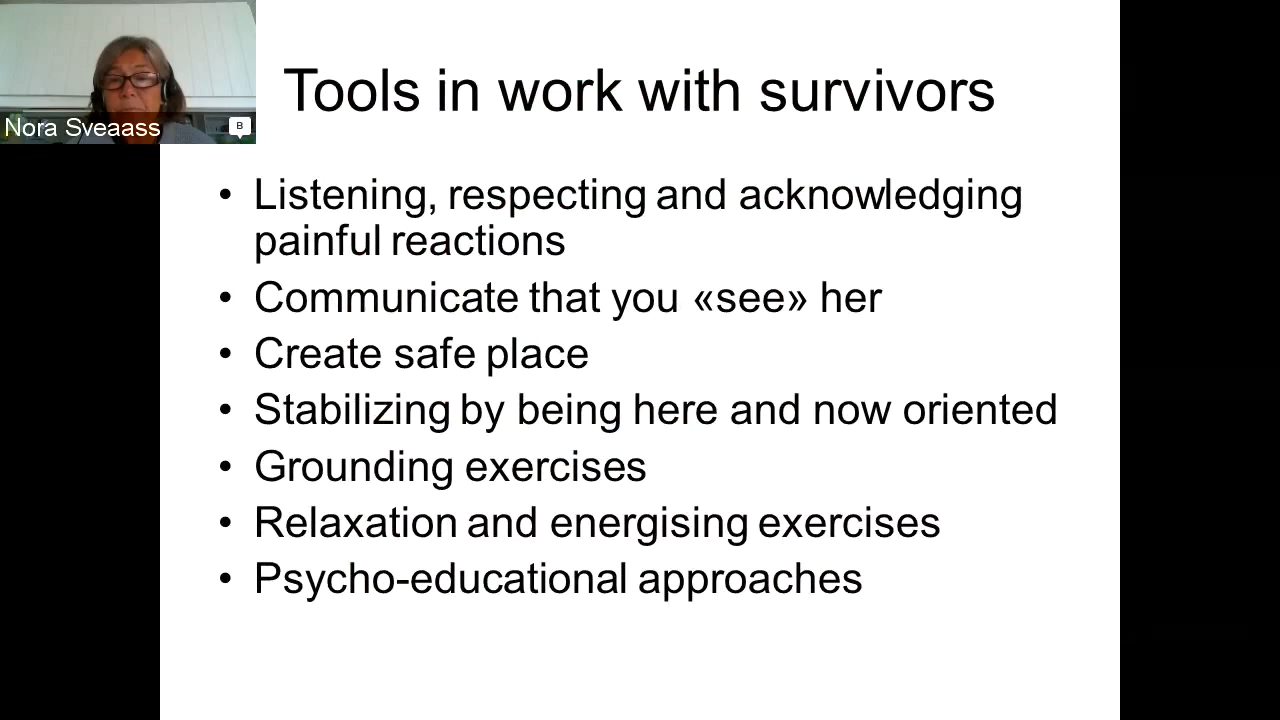 Tools in work with survivors
Nora Sveaass
B
• Listening, respecting and acknowledging
painful reactions
• Communicate that you «see» her
• Create safe place
• Stabilizing by being here and now oriented
• Grounding exercises
• Relaxation and energising exercises
• Psycho-educational approaches